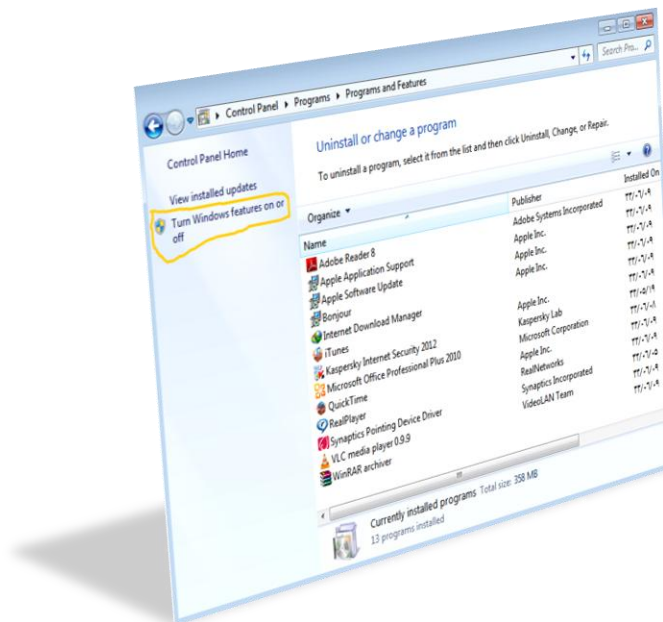 Search Pro...
Control Panel ▸ Programs ▸ Programs and Features
Control Panel Home
View installed updates
Turn Windows features on or
off
Uninstall or change a program
To uninstall a program, select it from the list and then click Uninstall, Change, or Repair.
Organize
Name Publisher Installed On
Adobe Reader 8 Adobe Systems Incorporated
Apple Application Support Apple Inc.
Apple Software Update Apple Inc.
Bonjour Apple Inc.
Internet Download Manager
iTunes Apple Inc.
Kaspersky Internet Security 2012 Kaspersky Lab
Microsoft Office Professional Plus 2010 Microsoft Corporation
QuickTime Apple Inc.
RealPlayer RealNetworks
Synaptics Pointing Device Driver Synaptics Incorporated
VLC media player 0.9.9 VideoLAN Team
WinRAR archiver
Currently installed programs Total size: 358 MB
13 programs installed